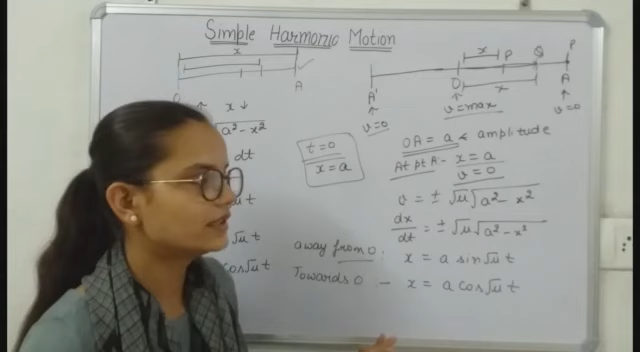 Simple Harmonic Motion
x
A
x ↓
√a² - x²
dt
μ t
√μ t
cos√μ t
t=0
x=a
x
P
Q
P
A'
O
x
A
v=0
v=max
v=0
OA = a ← amplitude
At pt A - x = a
v = 0
v = ± √μ √a² - x²
dx/dt = ± √μ √a² - x²
away from O. x = a sin√μ t
Towards O - x = a cos√μ t